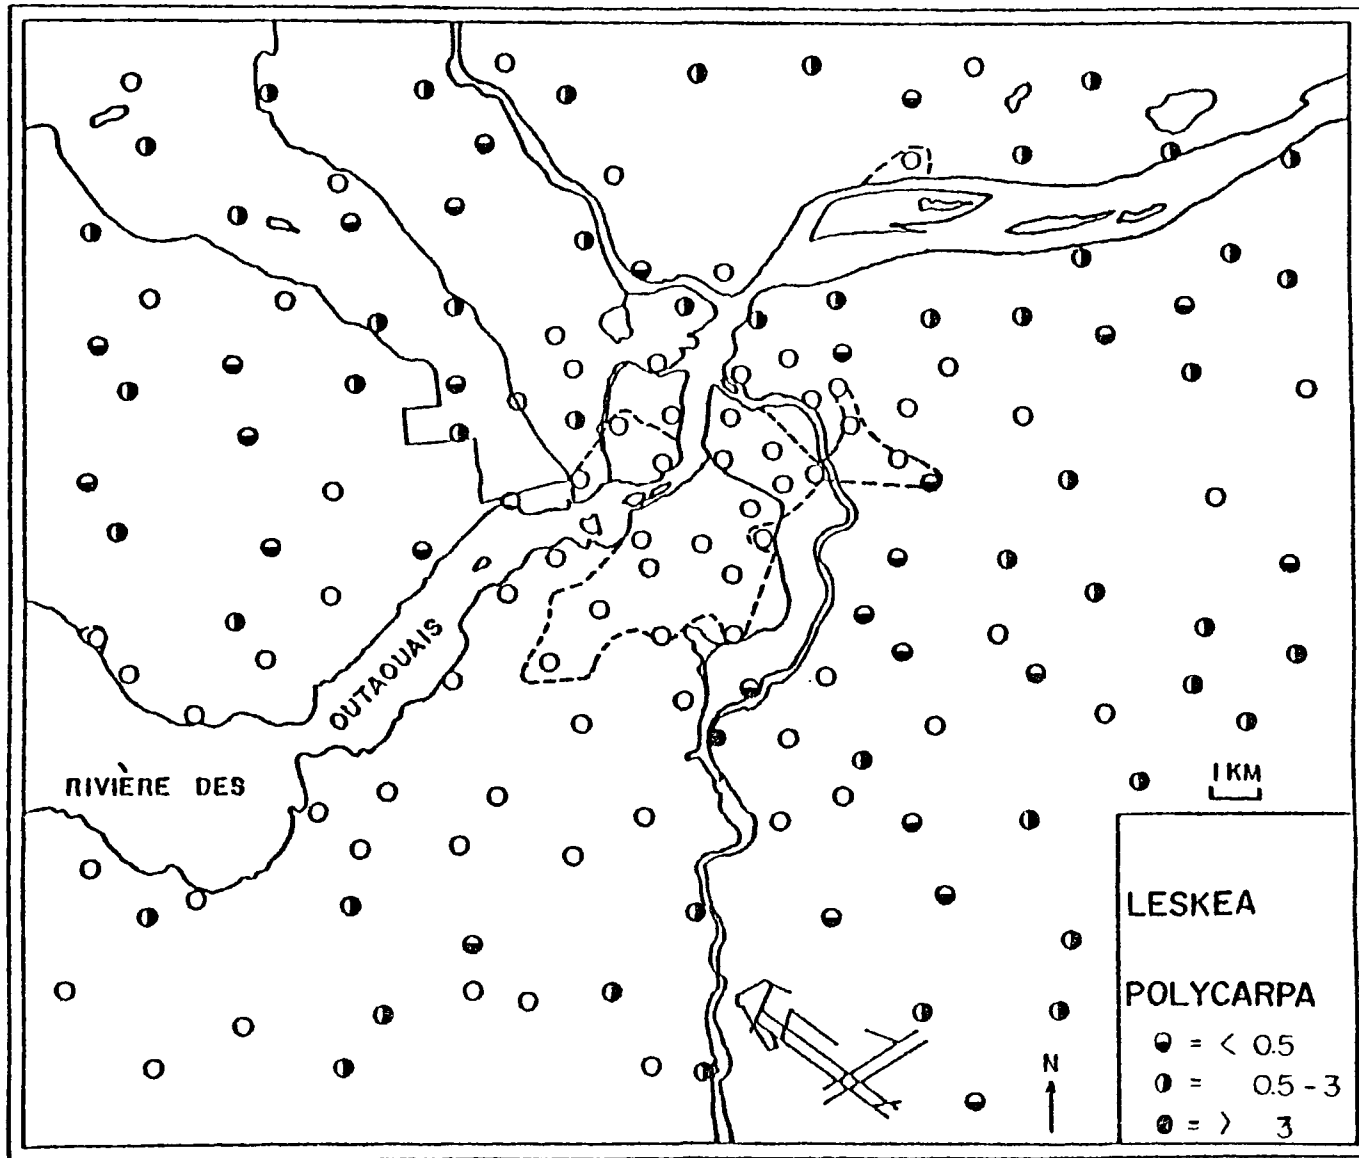 OUTAOUAIS
RIVIÈRE DES
1 KM
LESKEA
POLYCARPA
= < 0.5
= 0.5 - 3
= > 3
N